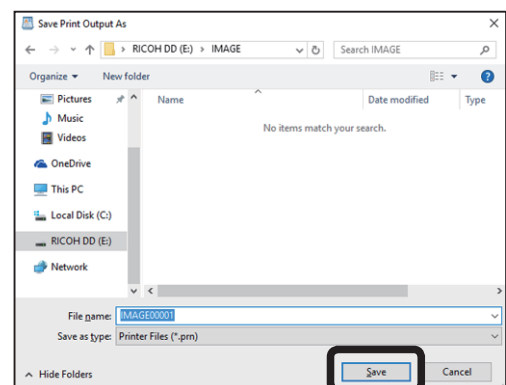 Save Print Output As
RICOH DD (E:) > IMAGE
Search IMAGE
Organize
New folder
Name
Date modified
Type
Pictures
Music
Videos
OneDrive
This PC
Local Disk (C:)
RICOH DD (E:)
Network
No items match your search.
File name: IMAGE00001
Save as type: Printer Files (*.prn)
Hide Folders
Save
Cancel